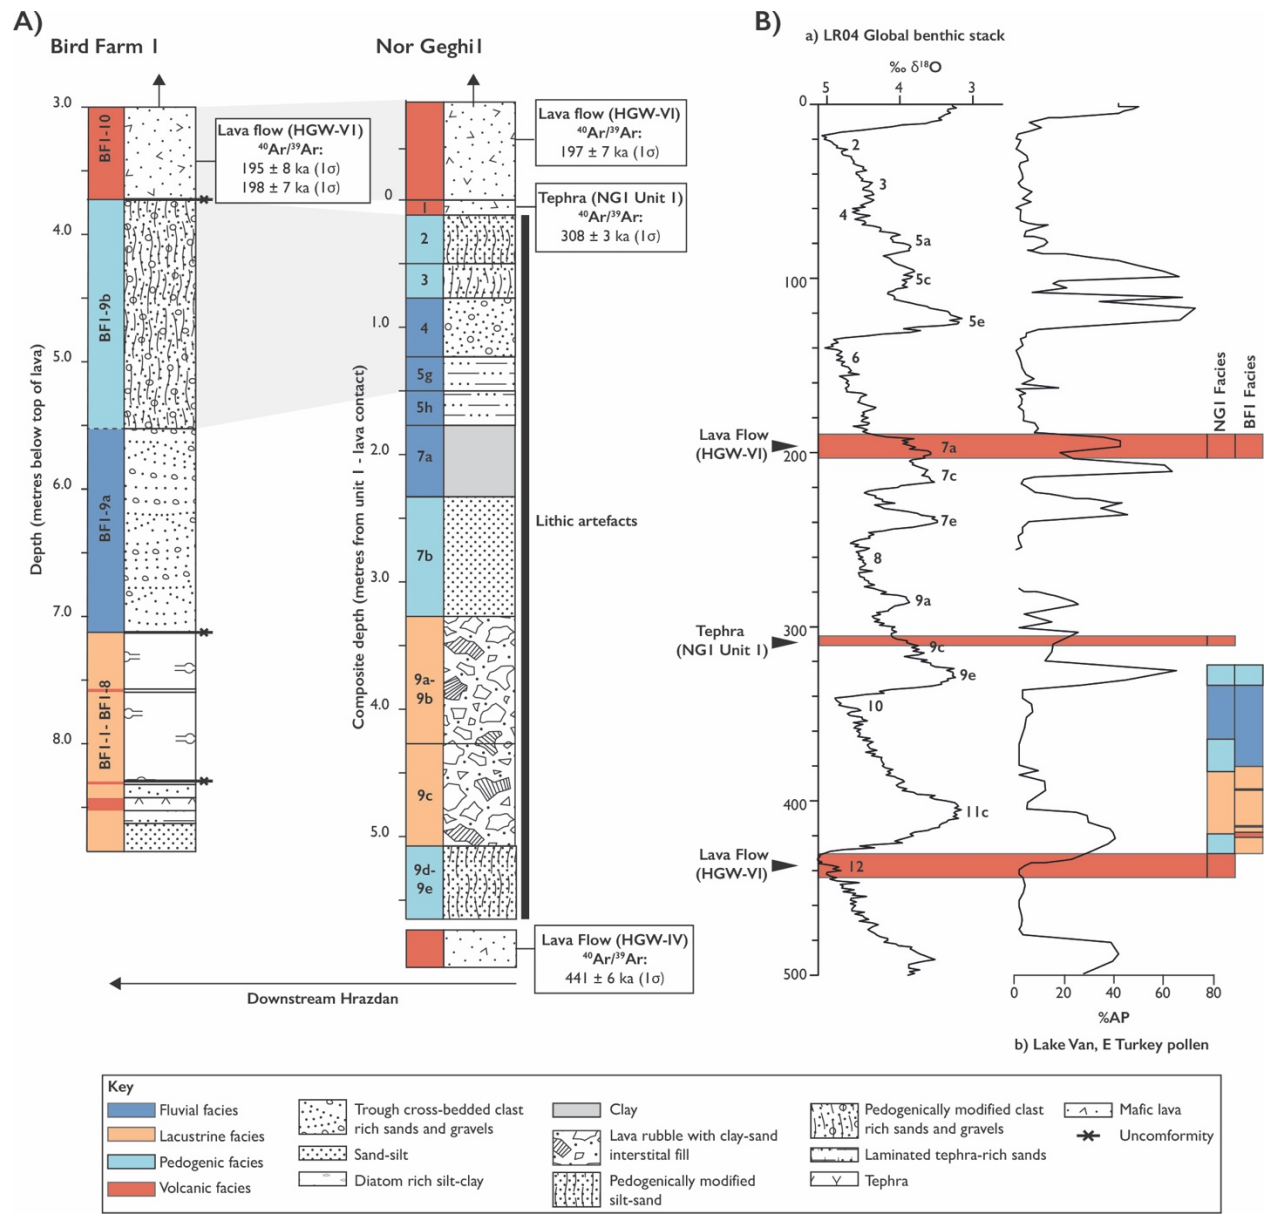 A)
Bird Farm 1
Nor Geghi1
3.0
4.0
5.0
6.0
7.0
8.0
Depth (metres below top of lava)
BF1-10
BF1-9b
BF1-9a
BF1-1- BF1-8
Lava flow (HGW-V1)
⁴⁰Ar/³⁹Ar:
195 ± 8 ka (1σ)
198 ± 7 ka (1σ)
0
1.0
2.0
3.0
4.0
5.0
Composite depth (metres from unit 1 - lava contact)
1
2
3
4
5g
5h
7a
7b
9a-
9b
9c
9d-
9e
Lava flow (HGW-VI)
⁴⁰Ar/³⁹Ar:
197 ± 7 ka (1σ)
Tephra (NG1 Unit 1)
⁴⁰Ar/³⁹Ar:
308 ± 3 ka (1σ)
Lithic artefacts
Lava Flow (HGW-IV)
⁴⁰Ar/³⁹Ar:
441 ± 6 ka (1σ)
Downstream Hrazdan
B)
a) LR04 Global benthic stack
‰ δ¹⁸O
5 4 3
0
100
200
300
400
500
2
3
4
5a
5c
5e
6
7a
7c
7e
8
9a
9c
9e
10
11c
12
Lava Flow
(HGW-VI)
Tephra
(NG1 Unit 1)
Lava Flow
(HGW-VI)
NG1 Facies
BF1 Facies
0 20 40 60 80
%AP
b) Lake Van, E Turkey pollen
Key
Fluvial facies
Lacustrine facies
Pedogenic facies
Volcanic facies
Trough cross-bedded clast
rich sands and gravels
Sand-silt
Diatom rich silt-clay
Clay
Lava rubble with clay-sand
interstital fill
Pedogenically modified
silt-sand
Pedogenically modified clast
rich sands and gravels
Laminated tephra-rich sands
Tephra
Mafic lava
Uncomformity